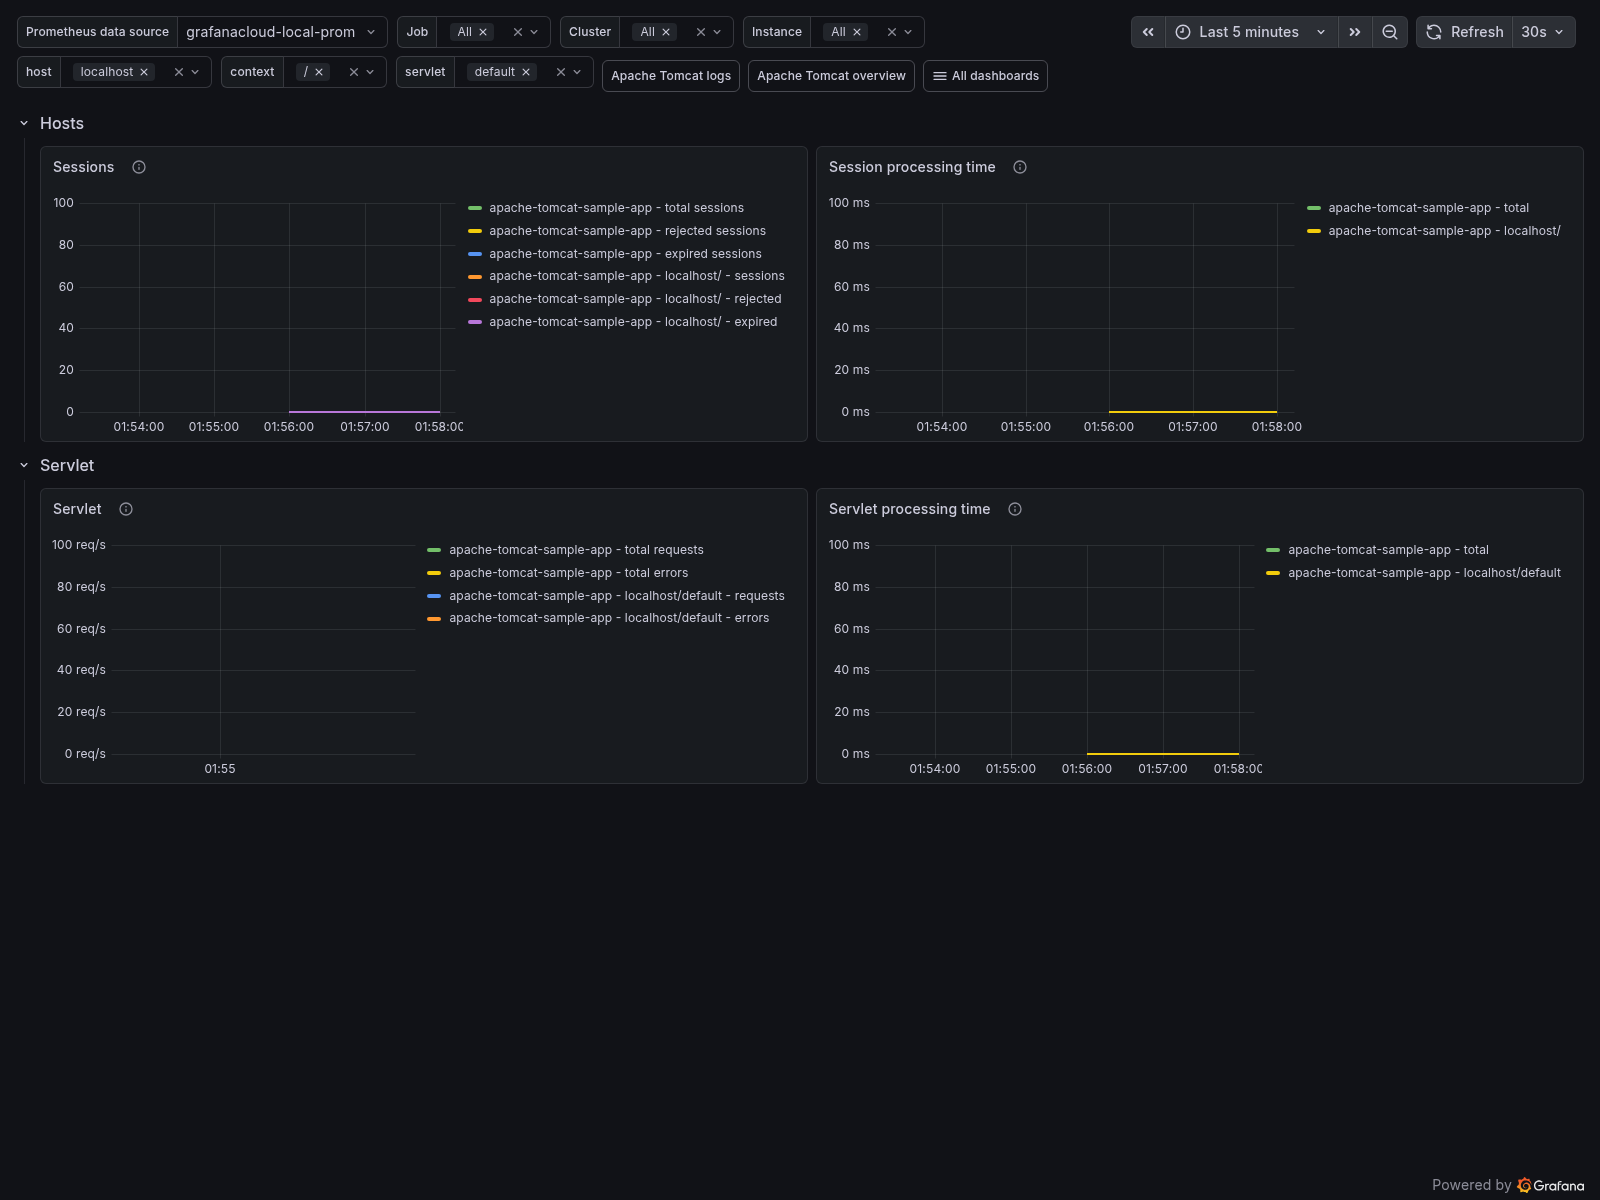 Prometheus data source grafanacloud-local-prom Job All Cluster All Instance All Last 5 minutes Refresh 30s
host localhost context / servlet default Apache Tomcat logs Apache Tomcat overview All dashboards
Hosts
Sessions
100
80
60
40
20
0
01:54:00 01:55:00 01:56:00 01:57:00 01:58:00
apache-tomcat-sample-app - total sessions
apache-tomcat-sample-app - rejected sessions
apache-tomcat-sample-app - expired sessions
apache-tomcat-sample-app - localhost/ - sessions
apache-tomcat-sample-app - localhost/ - rejected
apache-tomcat-sample-app - localhost/ - expired
Session processing time
100 ms
80 ms
60 ms
40 ms
20 ms
0 ms
01:54:00 01:55:00 01:56:00 01:57:00 01:58:00
apache-tomcat-sample-app - total
apache-tomcat-sample-app - localhost/
Servlet
Servlet
100 req/s
80 req/s
60 req/s
40 req/s
20 req/s
0 req/s
01:55
apache-tomcat-sample-app - total requests
apache-tomcat-sample-app - total errors
apache-tomcat-sample-app - localhost/default - requests
apache-tomcat-sample-app - localhost/default - errors
Servlet processing time
100 ms
80 ms
60 ms
40 ms
20 ms
0 ms
01:54:00 01:55:00 01:56:00 01:57:00 01:58:00
apache-tomcat-sample-app - total
apache-tomcat-sample-app - localhost/default
Powered by Grafana